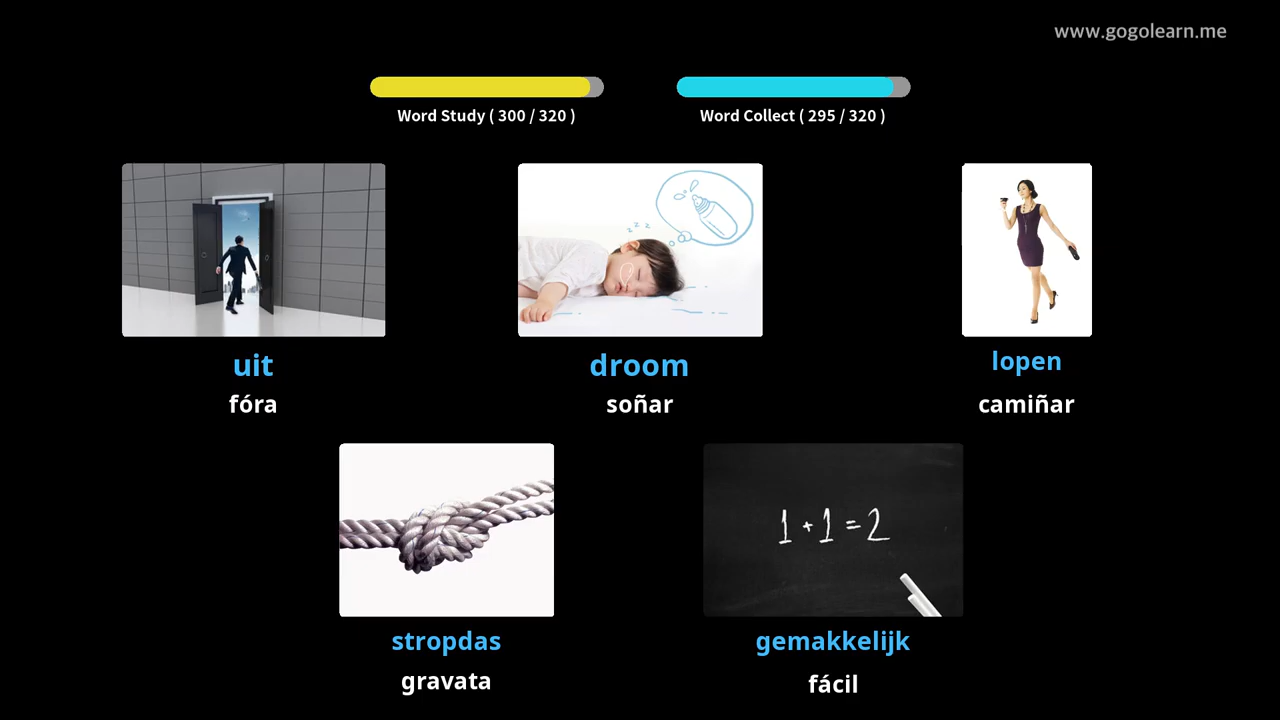 www.gogolearn.me
Word Study ( 300 / 320 )
Word Collect ( 295 / 320 )
uit
fóra
droom
soñar
lopen
camiñar
1 + 1 = 2
stropdas
gravata
gemakkelijk
fácil